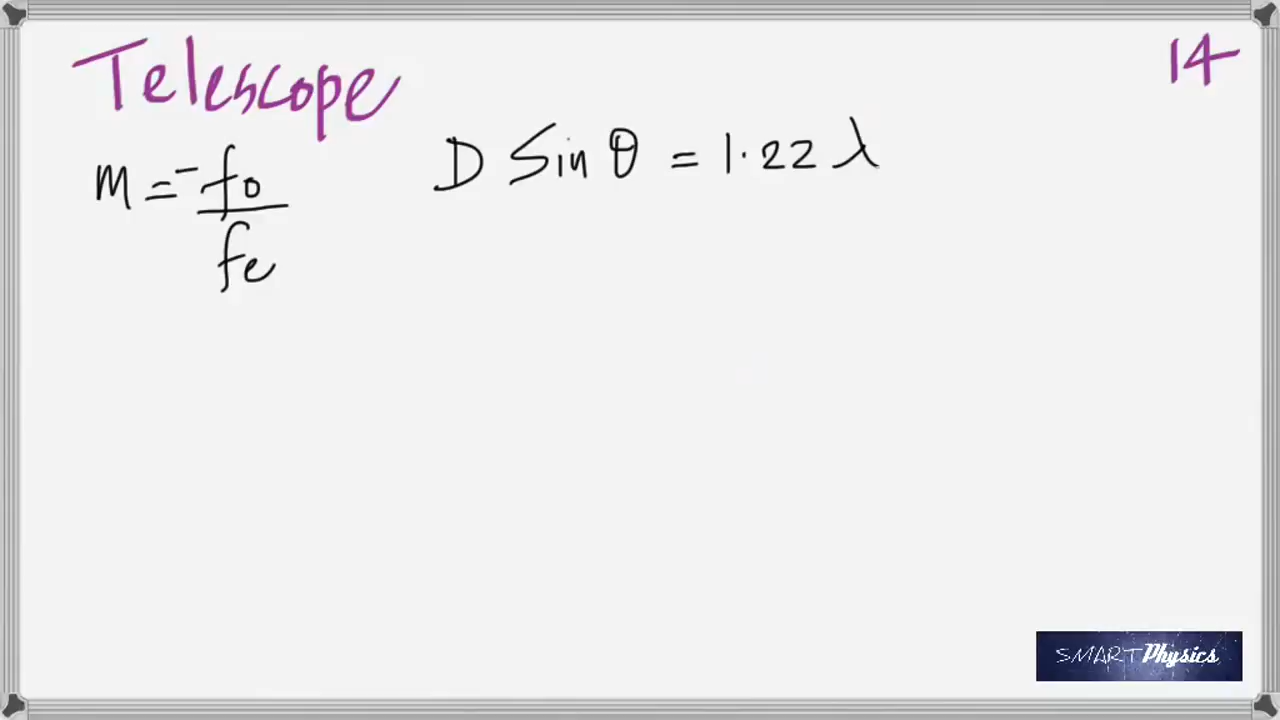 Telescope
14
m = -fo/fe
D Sin θ = 1.22 λ
SMART Physics